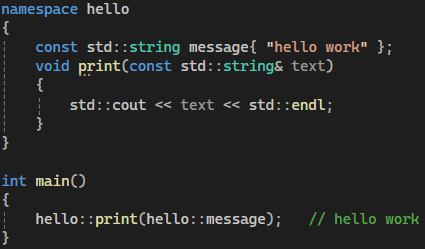 namespace hello
{
    const std::string message{ "hello work" };
    void print(const std::string& text)
    {
        std::cout << text << std::endl;
    }
}

int main()
{
    hello::print(hello::message);   // hello work
}